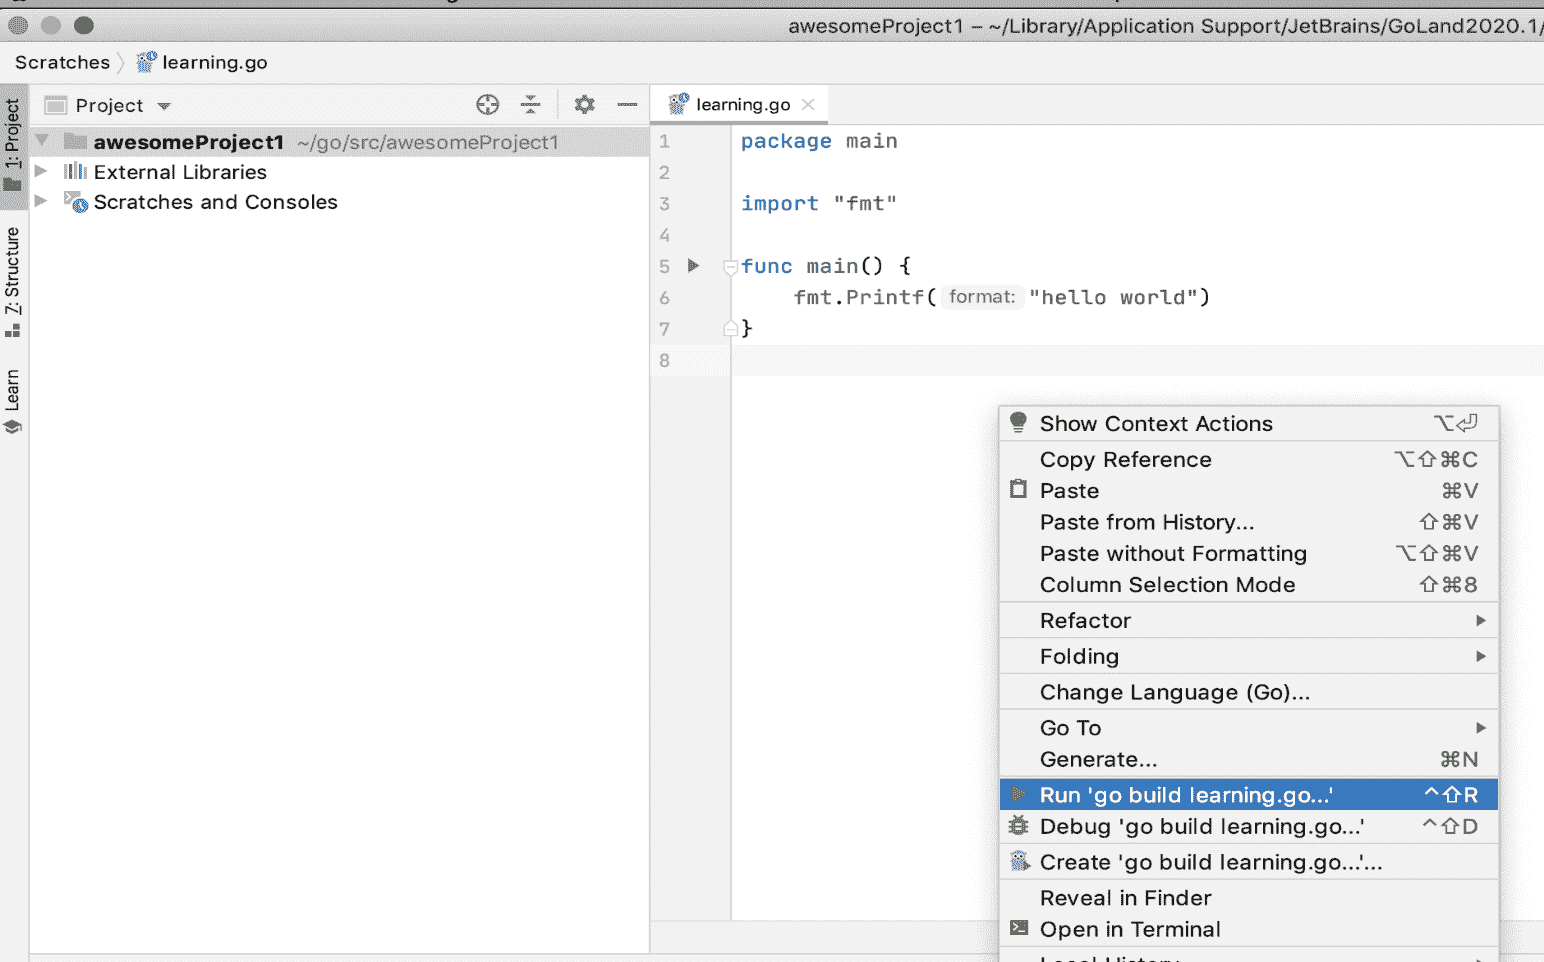 awesomeProject1 – ~/Library/Application Support/JetBrains/GoLand2020.1/
Scratches learning.go
1: Project
Z: Structure
Learn
Project
awesomeProject1 ~/go/src/awesomeProject1
External Libraries
Scratches and Consoles
learning.go
1 package main
2
3 import "fmt"
4
5 func main() {
6 fmt.Printf( format: "hello world")
7 }
8
Show Context Actions ⌥⏎
Copy Reference ⌥⇧⌘C
Paste ⌘V
Paste from History... ⇧⌘V
Paste without Formatting ⌥⇧⌘V
Column Selection Mode ⇧⌘8
Refactor
Folding
Change Language (Go)...
Go To
Generate... ⌘N
Run 'go build learning.go...' ^⇧R
Debug 'go build learning.go...' ^⇧D
Create 'go build learning.go...'...
Reveal in Finder
Open in Terminal
Local History